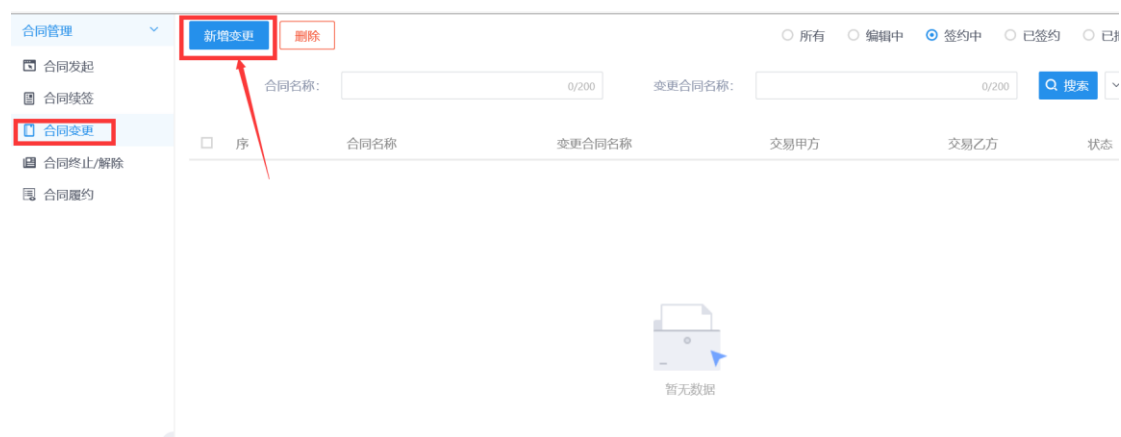 合同管理
合同发起
合同续签
合同变更
合同终止/解除
合同履约
新增变更 删除 所有 编辑中 签约中 已签约
合同名称: 0/200 变更合同名称: 0/200 搜索
序 合同名称 变更合同名称 交易甲方 交易乙方 状态
暂无数据